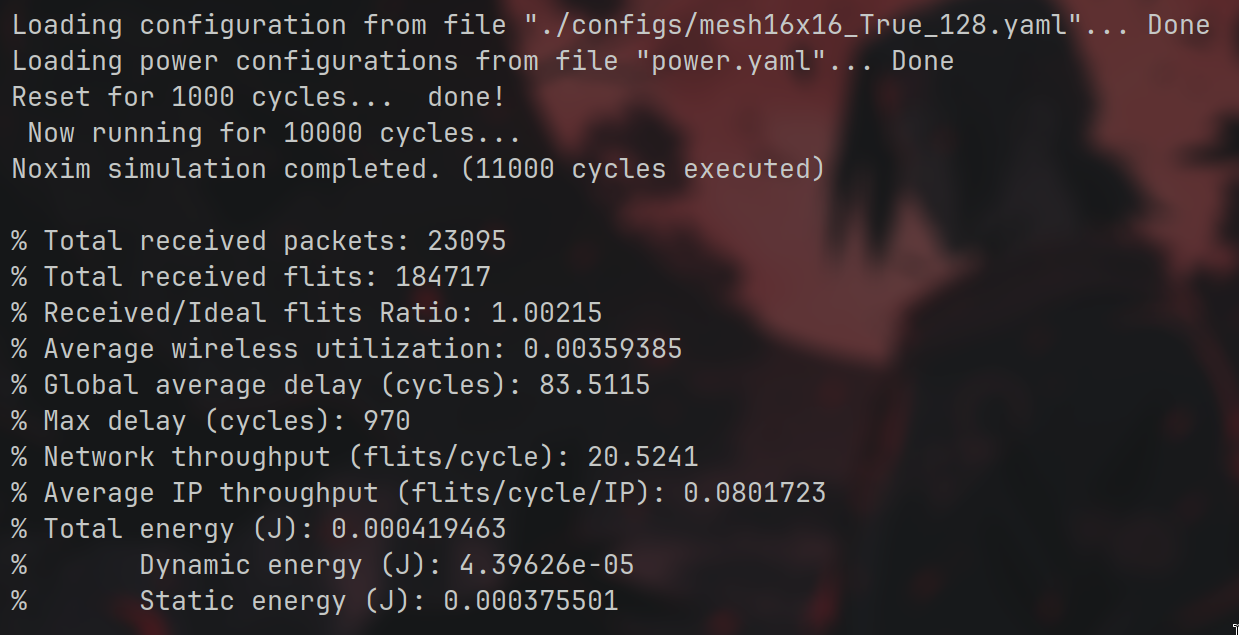 Loading configuration from file "./configs/mesh16x16_True_128.yaml"... Done
Loading power configurations from file "power.yaml"... Done
Reset for 1000 cycles...  done!
 Now running for 10000 cycles...
Noxim simulation completed. (11000 cycles executed)

% Total received packets: 23095
% Total received flits: 184717
% Received/Ideal flits Ratio: 1.00215
% Average wireless utilization: 0.00359385
% Global average delay (cycles): 83.5115
% Max delay (cycles): 970
% Network throughput (flits/cycle): 20.5241
% Average IP throughput (flits/cycle/IP): 0.0801723
% Total energy (J): 0.000419463
%       Dynamic energy (J): 4.39626e-05
%       Static energy (J): 0.000375501